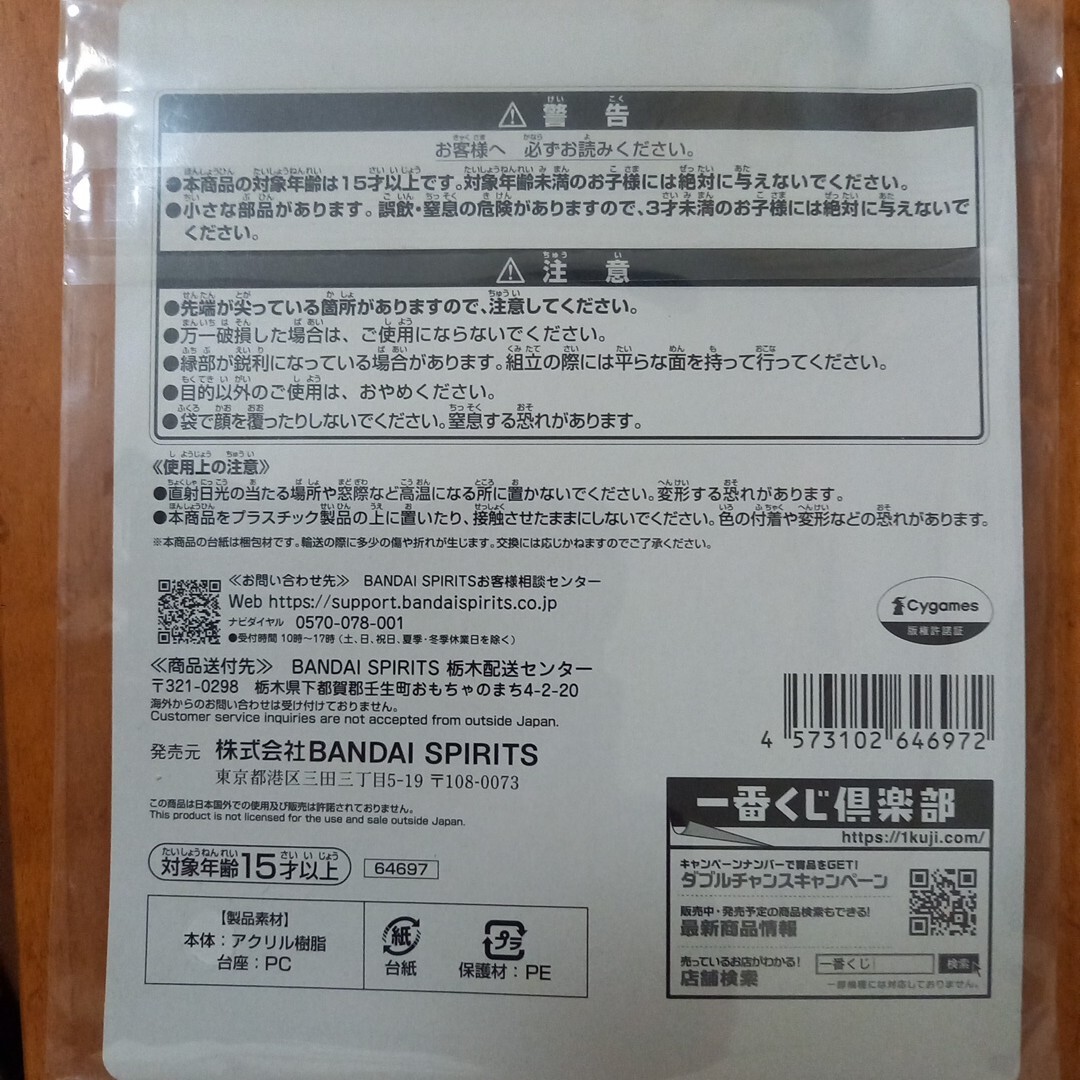 ⚠ 警告
お客様へ 必ずお読みください。
●本商品の対象年齢は15才以上です。対象年齢未満のお子様には絶対に与えないでください。
●小さな部品があります。誤飲・窒息の危険がありますので、3才未満のお子様には絶対に与えないで
ください。
⚠ 注意
●先端が尖っている箇所がありますので、注意してください。
●万一破損した場合は、ご使用にならないでください。
●縁部が鋭利になっている場合があります。組立の際には平らな面を持って行ってください。
●目的以外のご使用は、おやめください。
●袋で顔を覆ったりしないでください。窒息する恐れがあります。
《使用上の注意》
●直射日光の当たる場所や窓際など高温になる所に置かないでください。変形する恐れがあります。
●本商品をプラスチック製品の上に置いたり、接触させたままにしないでください。色の付着や変形などの恐れがあります。
※本商品の台紙は梱包材です。輸送の際に多少の傷や折れが生じます。交換には応じかねますのでご了承ください。
≪お問い合わせ先≫ BANDAI SPIRITSお客様相談センター
Web https://support.bandaispirits.co.jp
ナビダイヤル 0570-078-001
●受付時間 10時〜17時(土、日、祝日、夏季・冬季休業日を除く)
≪商品送付先≫ BANDAI SPIRITS 栃木配送センター
〒321-0298 栃木県下都賀郡壬生町おもちゃのまち4-2-20
海外からのお問い合わせは受け付けておりません。
Customer service inquiries are not accepted from outside Japan.
発売元 株式会社BANDAI SPIRITS
東京都港区三田三丁目5-19 〒108-0073
この商品は日本国外での使用及び販売は許諾されておりません。
This product is not licensed for the use and sale outside Japan.
対象年齢15才以上
64697
【製品素材】
本体：アクリル樹脂
台座：PC
紙
台紙
プラ
保護材：PE
Cygames
版権許諾証
4 573102 646972
一番くじ倶楽部
https://1kuji.com/
キャンペーンナンバーで賞品をGET!
ダブルチャンスキャンペーン
販売中・発売予定の商品検索もできる!
最新商品情報
売っているお店がわかる!
店舗検索
一番くじ 検索
一部機種には対応しておりません。